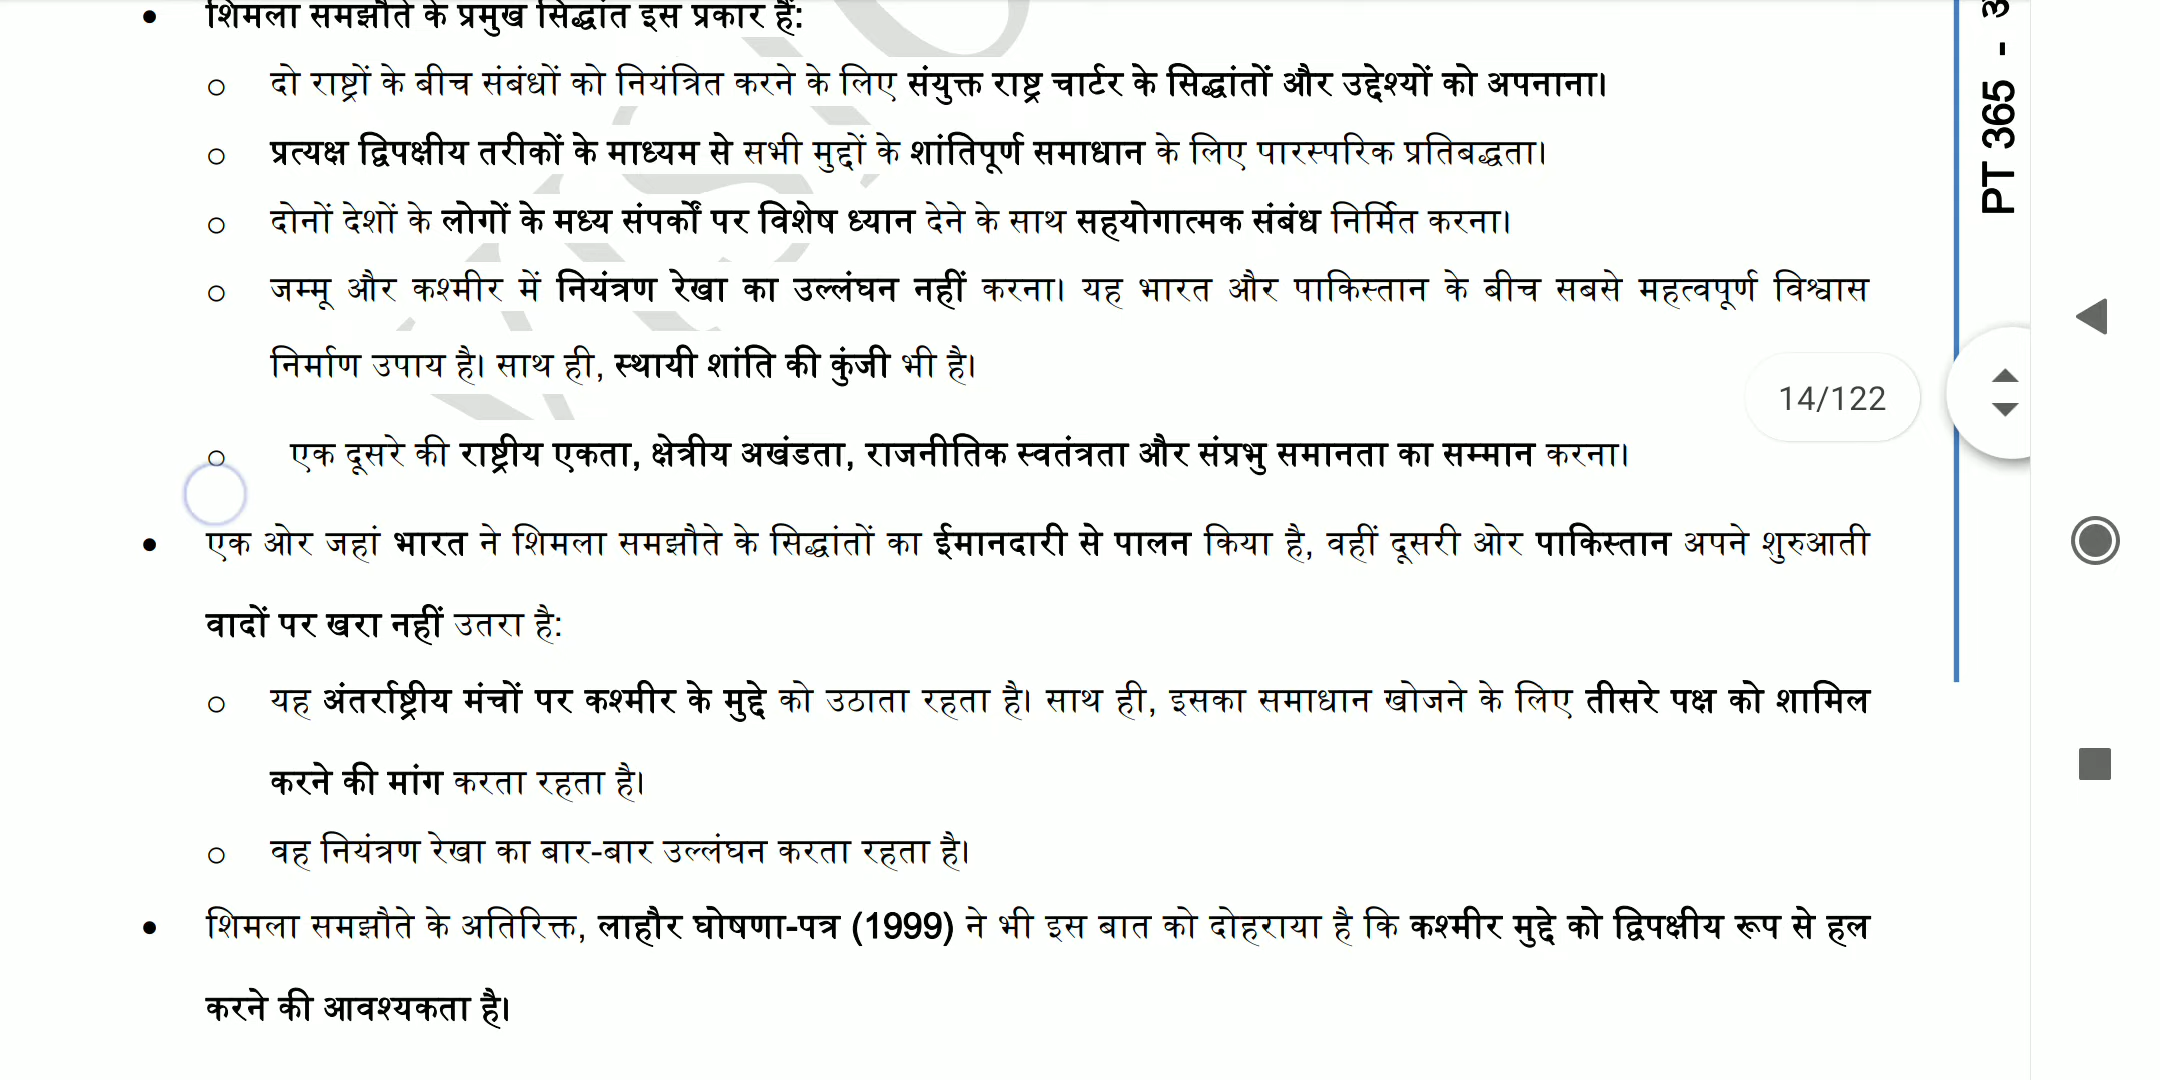 शिमला समझौते के प्रमुख सिद्धांत इस प्रकार हैं:
दो राष्ट्रों के बीच संबंधों को नियंत्रित करने के लिए संयुक्त राष्ट्र चार्टर के सिद्धांतों और उद्देश्यों को अपनाना।
प्रत्यक्ष द्विपक्षीय तरीकों के माध्यम से सभी मुद्दों के शांतिपूर्ण समाधान के लिए पारस्परिक प्रतिबद्धता।
दोनों देशों के लोगों के मध्य संपर्कों पर विशेष ध्यान देने के साथ सहयोगात्मक संबंध निर्मित करना।
जम्मू और कश्मीर में नियंत्रण रेखा का उल्लंघन नहीं करना। यह भारत और पाकिस्तान के बीच सबसे महत्वपूर्ण विश्वास
निर्माण उपाय है। साथ ही, स्थायी शांति की कुंजी भी है।
एक दूसरे की राष्ट्रीय एकता, क्षेत्रीय अखंडता, राजनीतिक स्वतंत्रता और संप्रभु समानता का सम्मान करना।
एक ओर जहां भारत ने शिमला समझौते के सिद्धांतों का ईमानदारी से पालन किया है, वहीं दूसरी ओर पाकिस्तान अपने शुरुआती
वादों पर खरा नहीं उतरा है:
यह अंतर्राष्ट्रीय मंचों पर कश्मीर के मुद्दे को उठाता रहता है। साथ ही, इसका समाधान खोजने के लिए तीसरे पक्ष को शामिल
करने की मांग करता रहता है।
वह नियंत्रण रेखा का बार-बार उल्लंघन करता रहता है।
शिमला समझौते के अतिरिक्त, लाहौर घोषणा-पत्र (1999) ने भी इस बात को दोहराया है कि कश्मीर मुद्दे को द्विपक्षीय रूप से हल
करने की आवश्यकता है।
PT 365 -
14/122